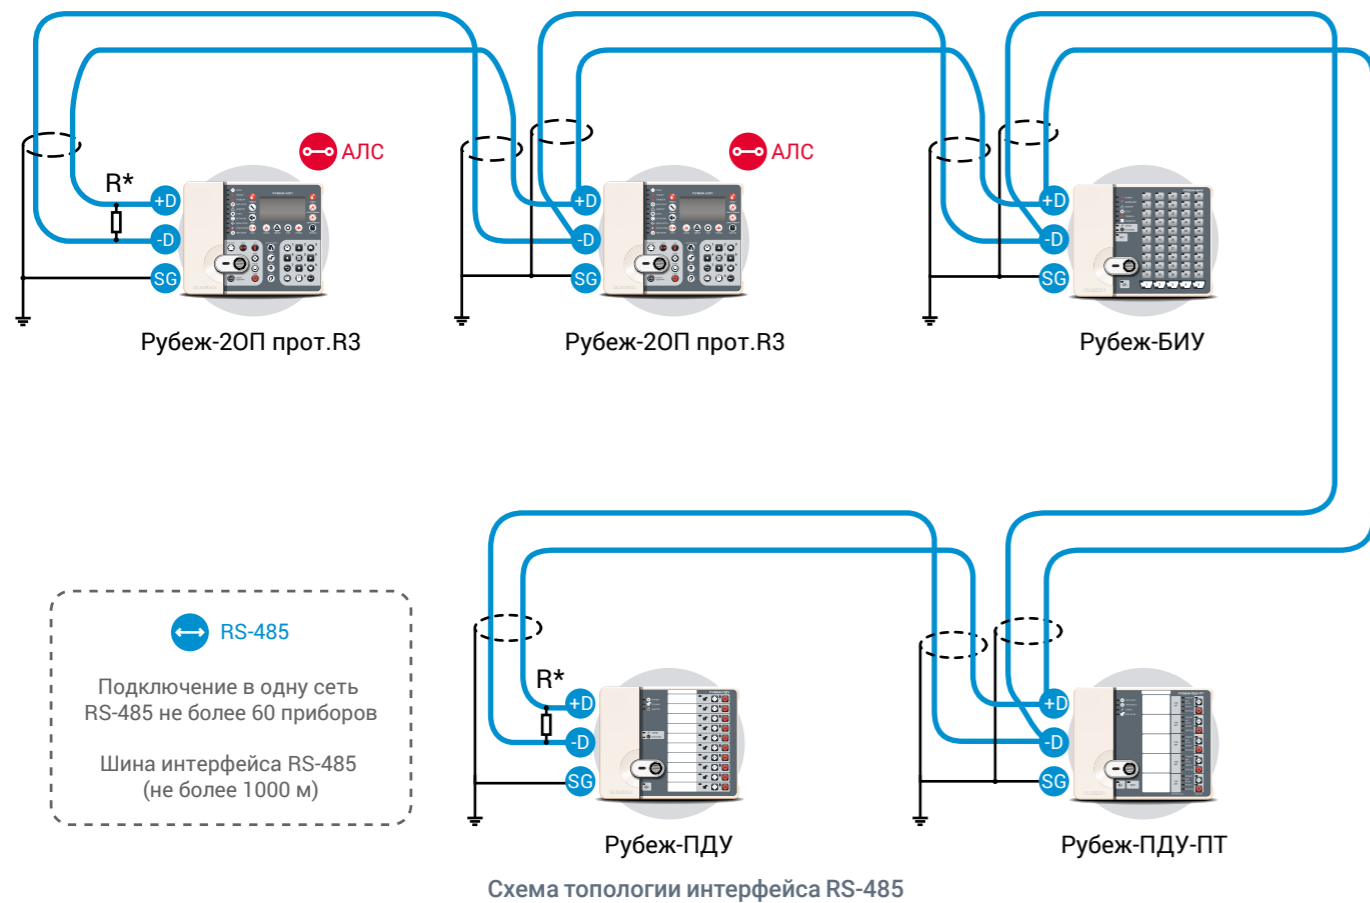 АЛС
АЛС
R*
+D
-D
SG
+D
-D
SG
+D
-D
SG
Рубеж-2ОП прот.R3
Рубеж-2ОП прот.R3
Рубеж-БИУ
RS-485
Подключение в одну сеть
RS-485 не более 60 приборов
Шина интерфейса RS-485
(не более 1000 м)
R*
+D
-D
SG
+D
-D
SG
Рубеж-ПДУ
Рубеж-ПДУ-ПТ
Схема топологии интерфейса RS-485